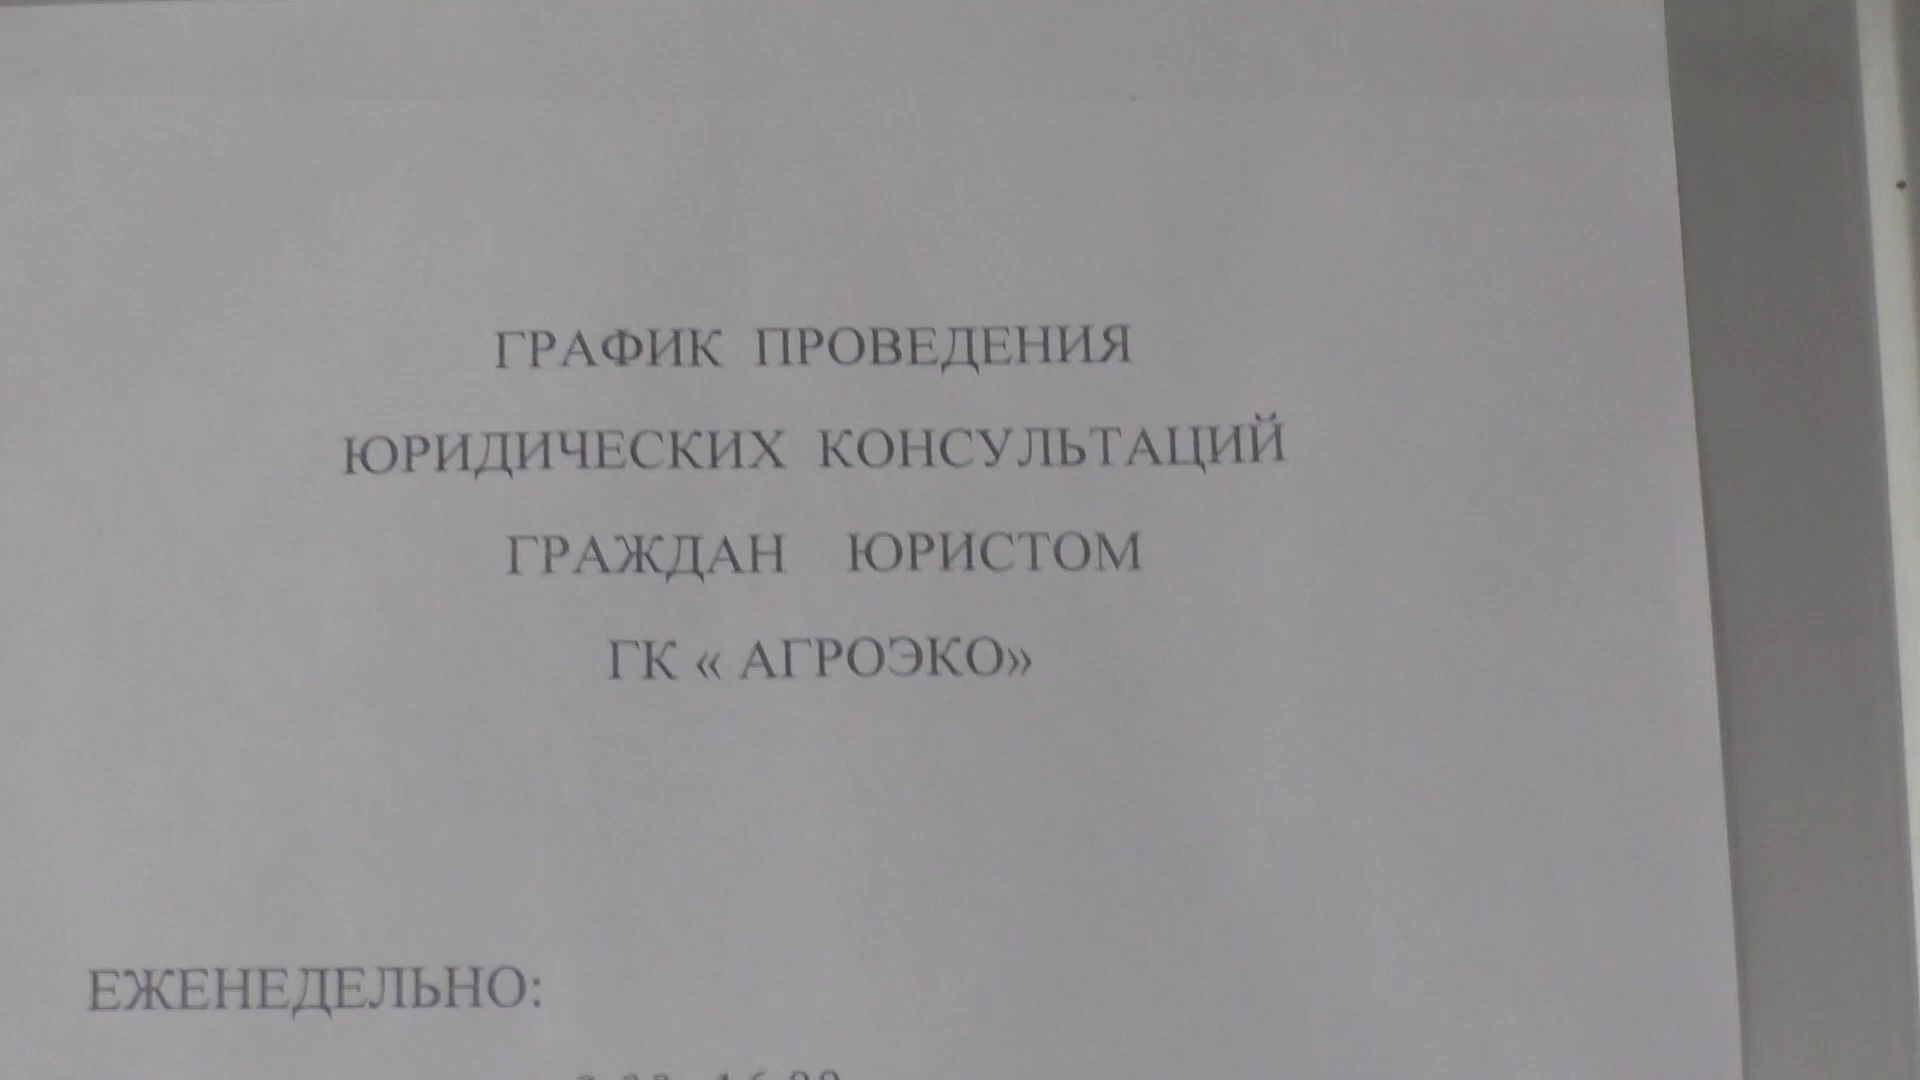 ГРАФИК ПРОВЕДЕНИЯ
ЮРИДИЧЕСКИХ КОНСУЛЬТАЦИЙ
ГРАЖДАН ЮРИСТОМ
ГК « АГРОЭКО»
ЕЖЕНЕДЕЛЬНО: